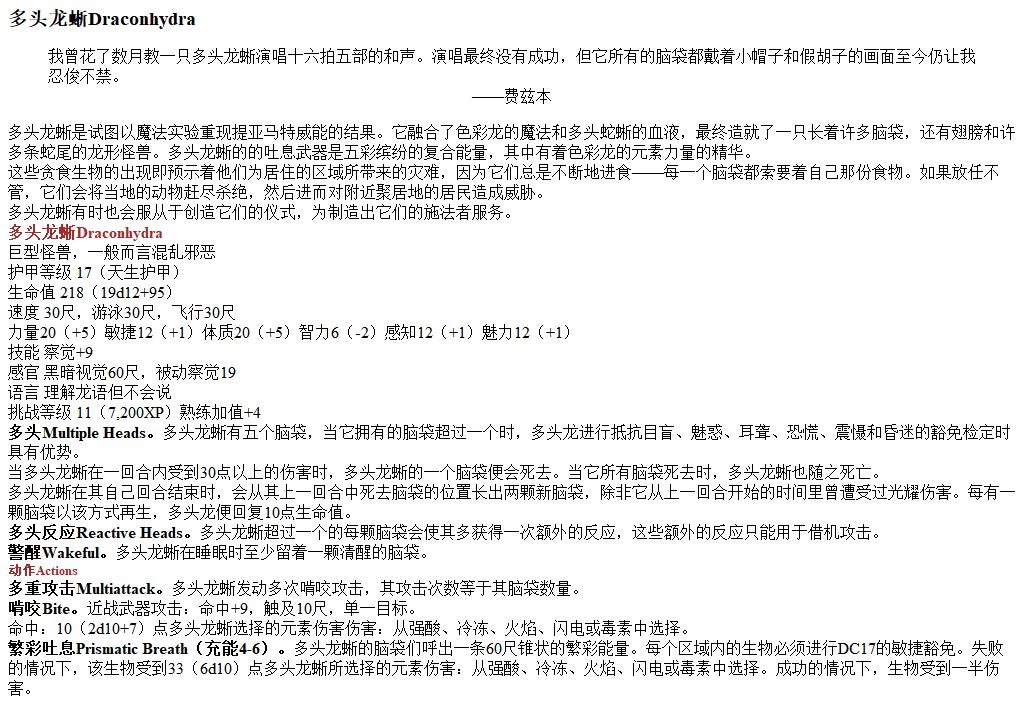 多头龙蜥Draconhydra
我曾花了数月教一只多头龙蜥演唱十六拍五部的和声。演唱最终没有成功，但它所有的脑袋都戴着小帽子和假胡子的画面至今仍让我
忍俊不禁。
——费兹本
多头龙蜥是试图以魔法实验重现提亚马特威能的结果。它融合了色彩龙的魔法和多头蛇蜥的血液，最终造就了一只长着许多脑袋，还有翅膀和许
多条蛇尾的龙形怪兽。多头龙蜥的的吐息武器是五彩缤纷的复合能量，其中有着色彩龙的元素力量的精华。
这些贪食生物的出现即预示着他们为居住的区域所带来的灾难，因为它们总是不断地进食——每一个脑袋都索要着自己那份食物。如果放任不
管，它们会将当地的动物赶尽杀绝，然后进而对附近聚居地的居民造成威胁。
多头龙蜥有时也会服从于创造它们的仪式，为制造出它们的施法者服务。
多头龙蜥Draconhydra
巨型怪兽，一般而言混乱邪恶
护甲等级 17（天生护甲）
生命值 218（19d12+95）
速度 30尺，游泳30尺，飞行30尺
力量20（+5）敏捷12（+1）体质20（+5）智力6（-2）感知12（+1）魅力12（+1）
技能 察觉+9
感官 黑暗视觉60尺，被动察觉19
语言 理解龙语但不会说
挑战等级 11（7,200XP）熟练加值+4
多头Multiple Heads。多头龙蜥有五个脑袋，当它拥有的脑袋超过一个时，多头龙进行抵抗目盲、魅惑、耳聋、恐慌、震慑和昏迷的豁免检定时
具有优势。
当多头龙蜥在一回合内受到30点以上的伤害时，多头龙蜥的一个脑袋便会死去。当它所有脑袋死去时，多头龙蜥也随之死亡。
多头龙蜥在其自己回合结束时，会从其上一回合中死去脑袋的位置长出两颗新脑袋，除非它从上一回合开始的时间里曾遭受过光耀伤害。每有一
颗脑袋以该方式再生，多头龙便回复10点生命值。
多头反应Reactive Heads。多头龙蜥超过一个的每颗脑袋会使其多获得一次额外的反应，这些额外的反应只能用于借机攻击。
警醒Wakeful。多头龙蜥在睡眠时至少留着一颗清醒的脑袋。
动作Actions
多重攻击Multiattack。多头龙蜥发动多次啃咬攻击，其攻击次数等于其脑袋数量。
啃咬Bite。近战武器攻击：命中+9，触及10尺，单一目标。
命中：10（2d10+7）点多头龙蜥选择的元素伤害伤害：从强酸、冷冻、火焰、闪电或毒素中选择。
繁彩吐息Prismatic Breath（充能4-6）。多头龙蜥的脑袋们呼出一条60尺锥状的繁彩能量。每个区域内的生物必须进行DC17的敏捷豁免。失败
的情况下，该生物受到33（6d10）点多头龙蜥所选择的元素伤害：从强酸、冷冻、火焰、闪电或毒素中选择。成功的情况下，生物受到一半伤
害。